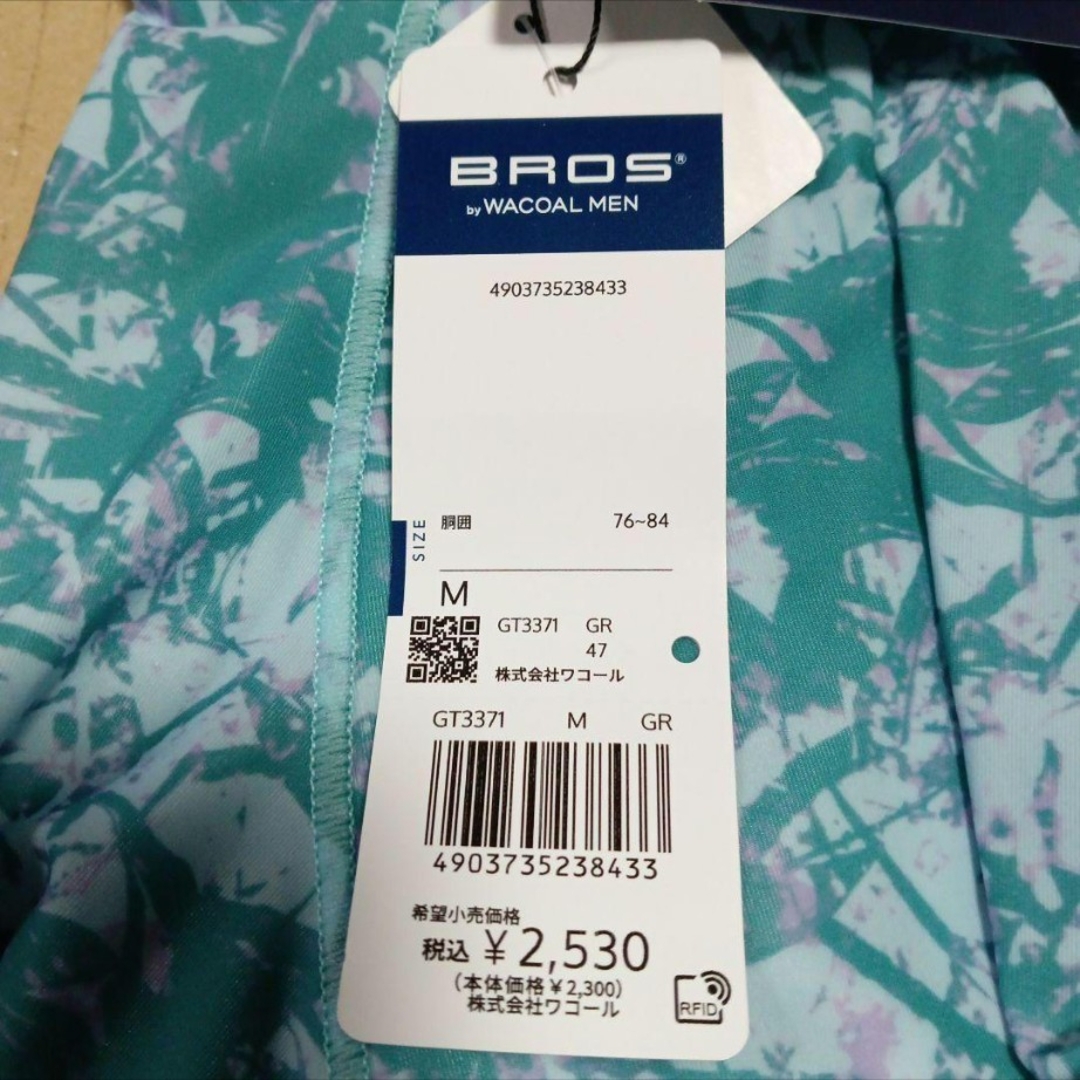 BROS®
by WACOAL MEN
4903735238433
SIZE
胴囲 76~84
M
GT3371 GR
47
株式会社ワコール
GT3371 M GR
4903735238433
希望小売価格
税込 ¥2,530
(本体価格¥2,300)
株式会社ワコール
RFID